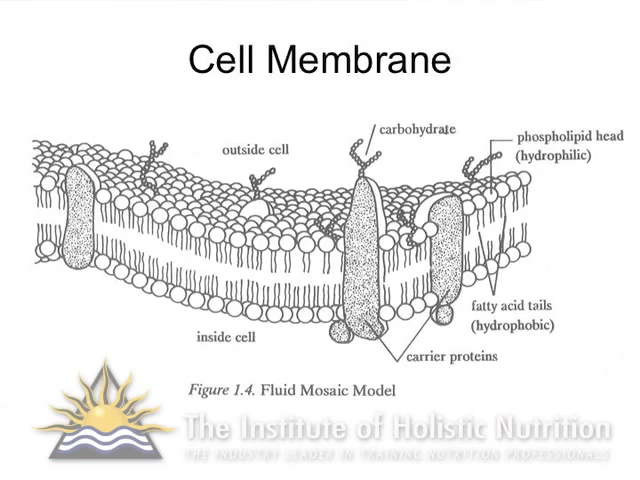 Cell Membrane
carbohydrate
outside cell
phospholipid head
(hydrophilic)
fatty acid tails
(hydrophobic)
inside cell
carrier proteins
Figure 1.4. Fluid Mosaic Model
The Institute of Holistic Nutrition
THE INDUSTRY LEADER IN TRAINING NUTRITION PROFESSIONALS